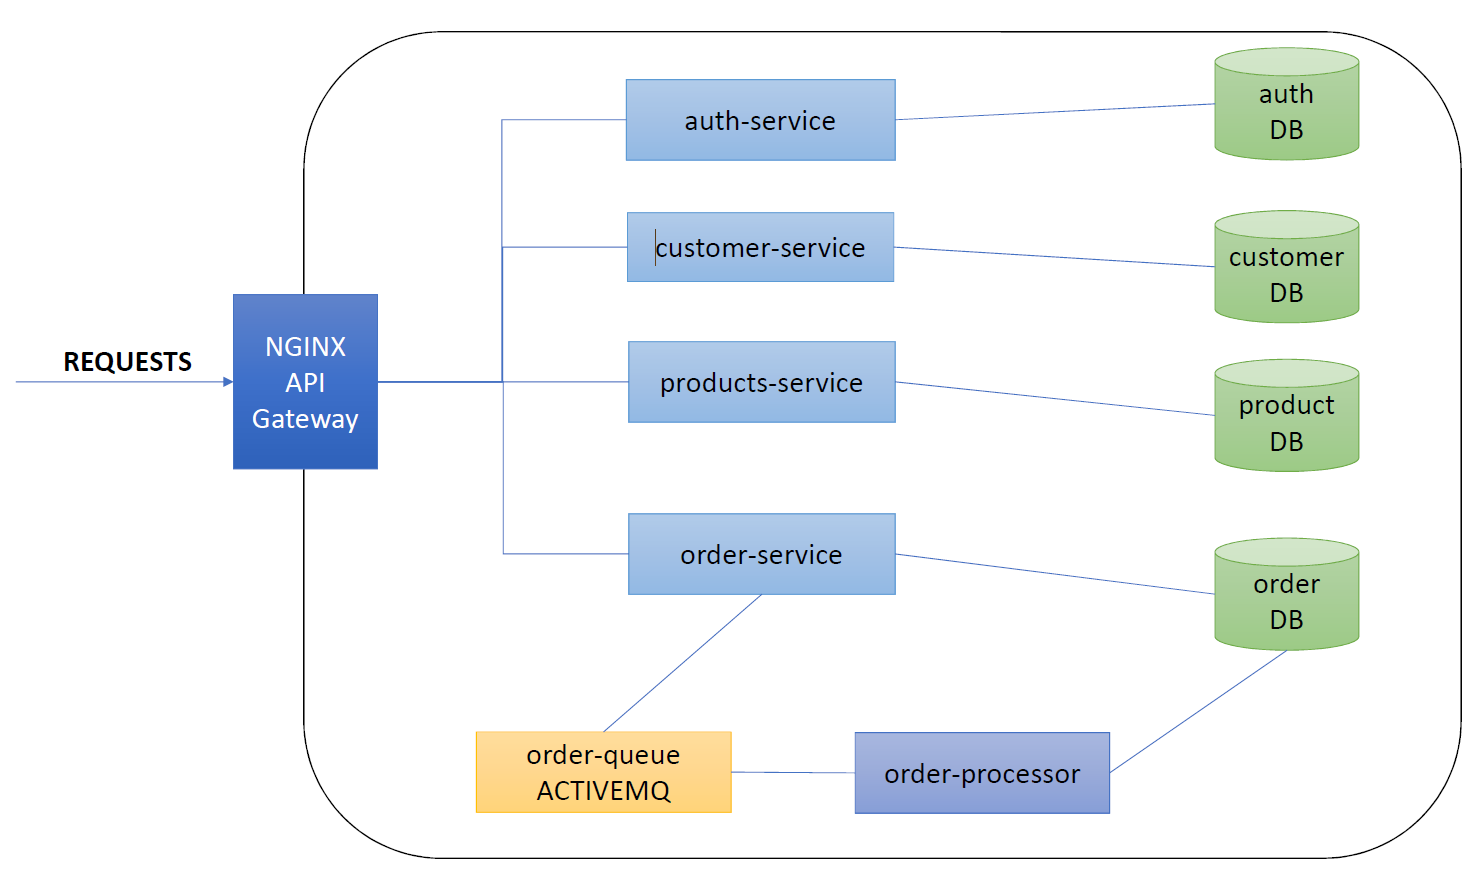 REQUESTS
NGINX
API
Gateway
auth-service
customer-service
products-service
order-service
order-queue
ACTIVEMQ
order-processor
auth
DB
customer
DB
product
DB
order
DB